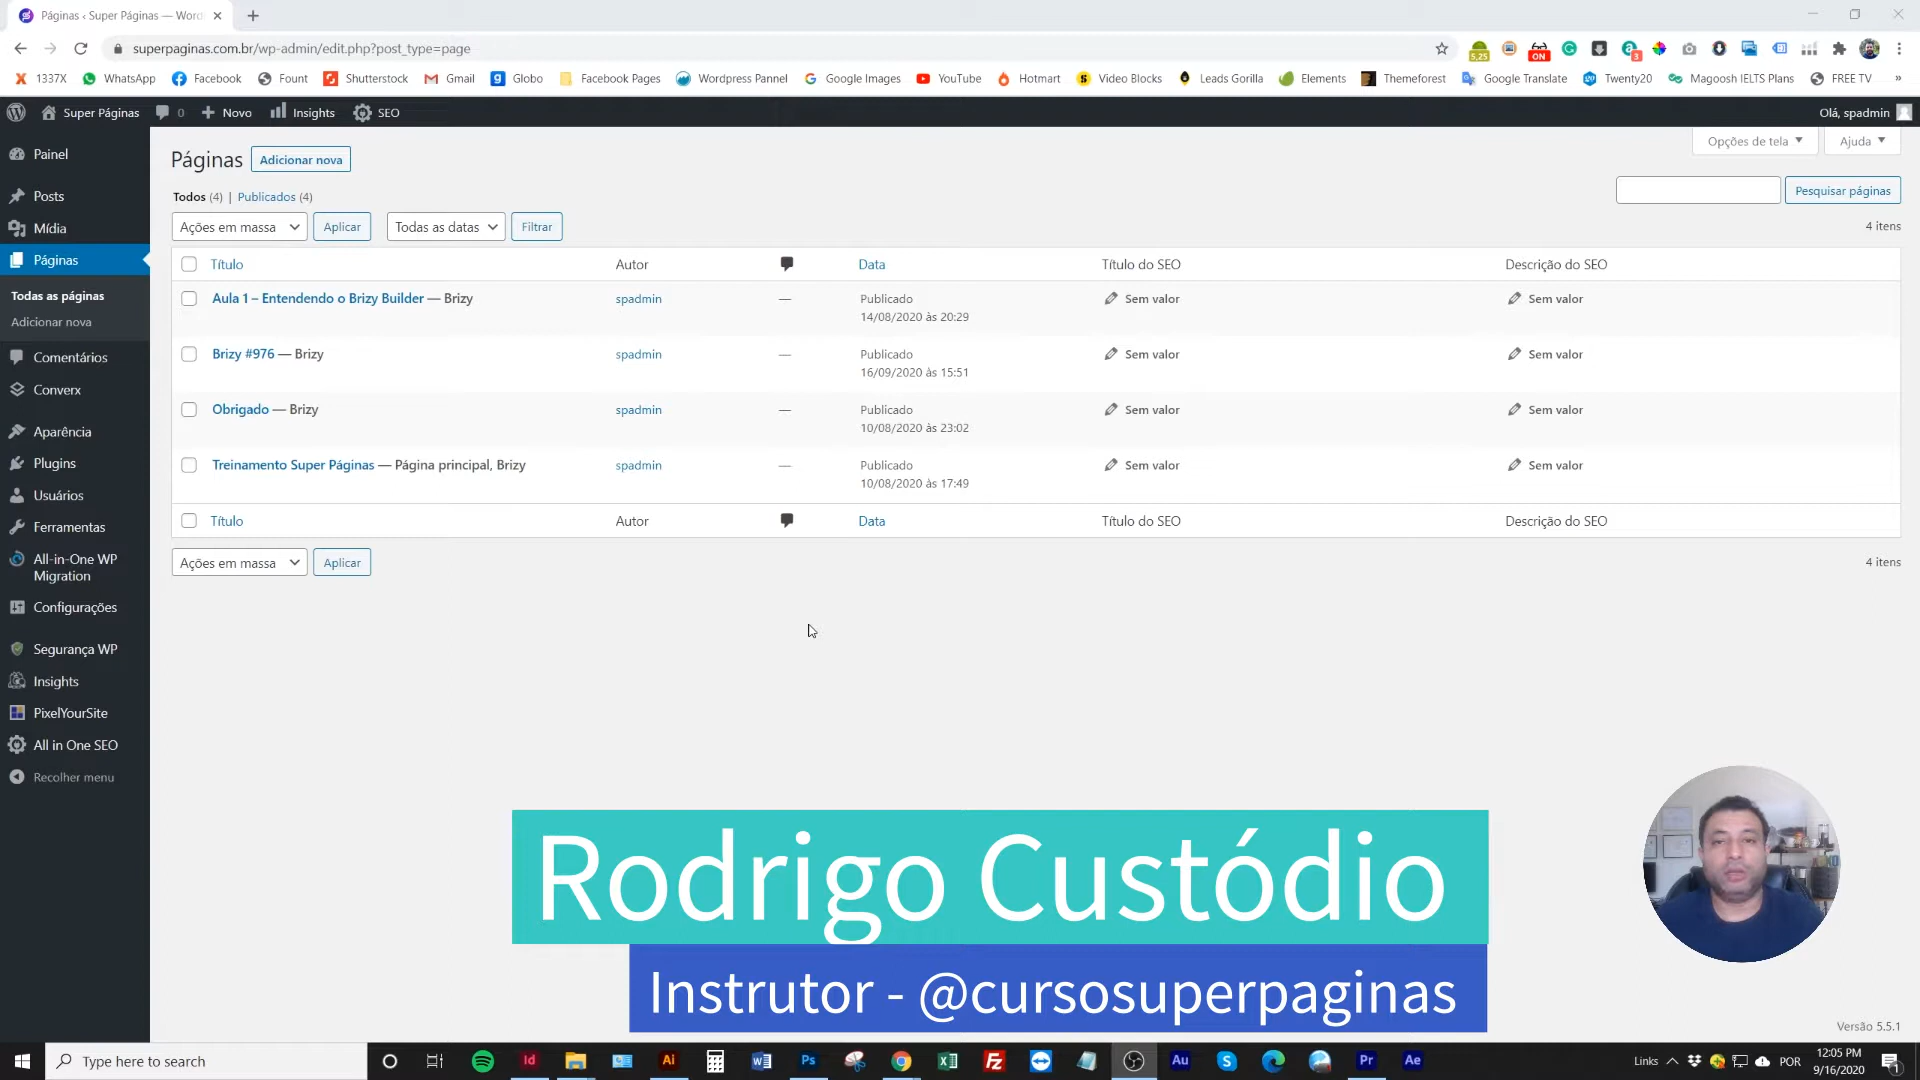 Páginas ‹ Super Páginas — Word
superpaginas.com.br/wp-admin/edit.php?post_type=page
5,25
ON
3
1337X
WhatsApp
Facebook
Fount
Shutterstock
Gmail
Globo
Facebook Pages
Wordpress Pannel
Google Images
YouTube
Hotmart
Video Blocks
Leads Gorilla
Elements
Themeforest
Google Translate
Twenty20
Magoosh IELTS Plans
FREE TV
»
Super Páginas
0
Novo
Insights
SEO
Olá, spadmin
Painel
Posts
Mídia
Páginas
Todas as páginas
Adicionar nova
Comentários
Converx
Aparência
Plugins
Usuários
Ferramentas
All-in-One WP
Migration
Configurações
Segurança WP
Insights
PixelYourSite
All in One SEO
Recolher menu
Páginas
Adicionar nova
Opções de tela
Ajuda
Todos (4) | Publicados (4)
Pesquisar páginas
Ações em massa
Aplicar
Todas as datas
Filtrar
4 itens
Título
Autor
Data
Título do SEO
Descrição do SEO
Aula 1 – Entendendo o Brizy Builder — Brizy
spadmin
—
Publicado
14/08/2020 às 20:29
Sem valor
Sem valor
Brizy #976 — Brizy
spadmin
—
Publicado
16/09/2020 às 15:51
Sem valor
Sem valor
Obrigado — Brizy
spadmin
—
Publicado
10/08/2020 às 23:02
Sem valor
Sem valor
Treinamento Super Páginas — Página principal, Brizy
spadmin
—
Publicado
10/08/2020 às 17:49
Sem valor
Sem valor
Título
Autor
Data
Título do SEO
Descrição do SEO
Ações em massa
Aplicar
4 itens
Rodrigo Custódio
Instrutor - @cursosuperpaginas
Versão 5.5.1
Type here to search
Id
Ai
Ps
Au
Pr
Ae
Links
POR
12:05 PM
9/16/2020
1